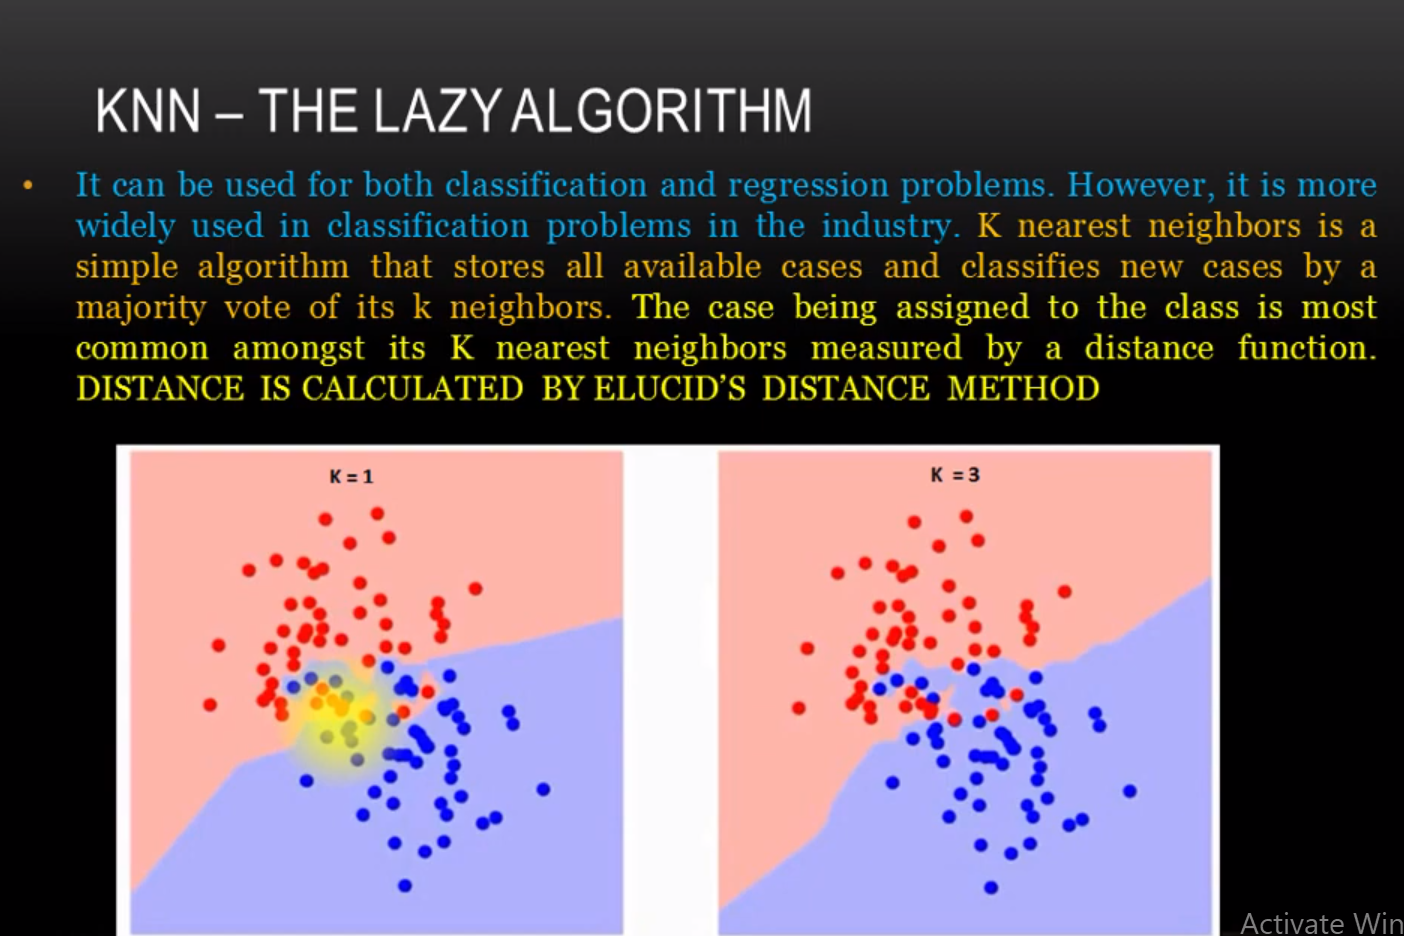 KNN – THE LAZY ALGORITHM
• It can be used for both classification and regression problems. However, it is more
widely used in classification problems in the industry. K nearest neighbors is a
simple algorithm that stores all available cases and classifies new cases by a
majority vote of its k neighbors. The case being assigned to the class is most
common amongst its K nearest neighbors measured by a distance function.
DISTANCE IS CALCULATED BY ELUCID’S DISTANCE METHOD
K = 1
K = 3
Activate Win